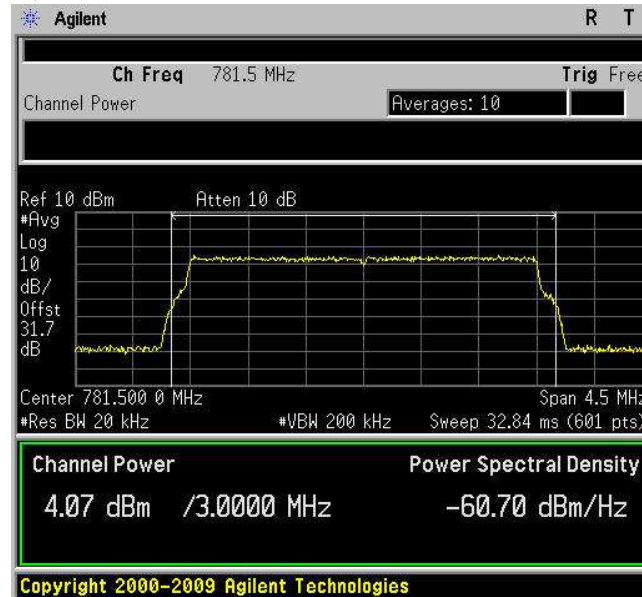 Agilent R T
Ch Freq 781.5 MHz Trig Free
Channel Power Averages: 10
Ref 10 dBm Atten 10 dB
#Avg
Log
10
dB/
Offst
31.7
dB
Center 781.500 0 MHz Span 4.5 MHz
#Res BW 20 kHz #VBW 200 kHz Sweep 32.84 ms (601 pts)
Channel Power Power Spectral Density
4.07 dBm /3.0000 MHz -60.70 dBm/Hz
Copyright 2000-2009 Agilent Technologies